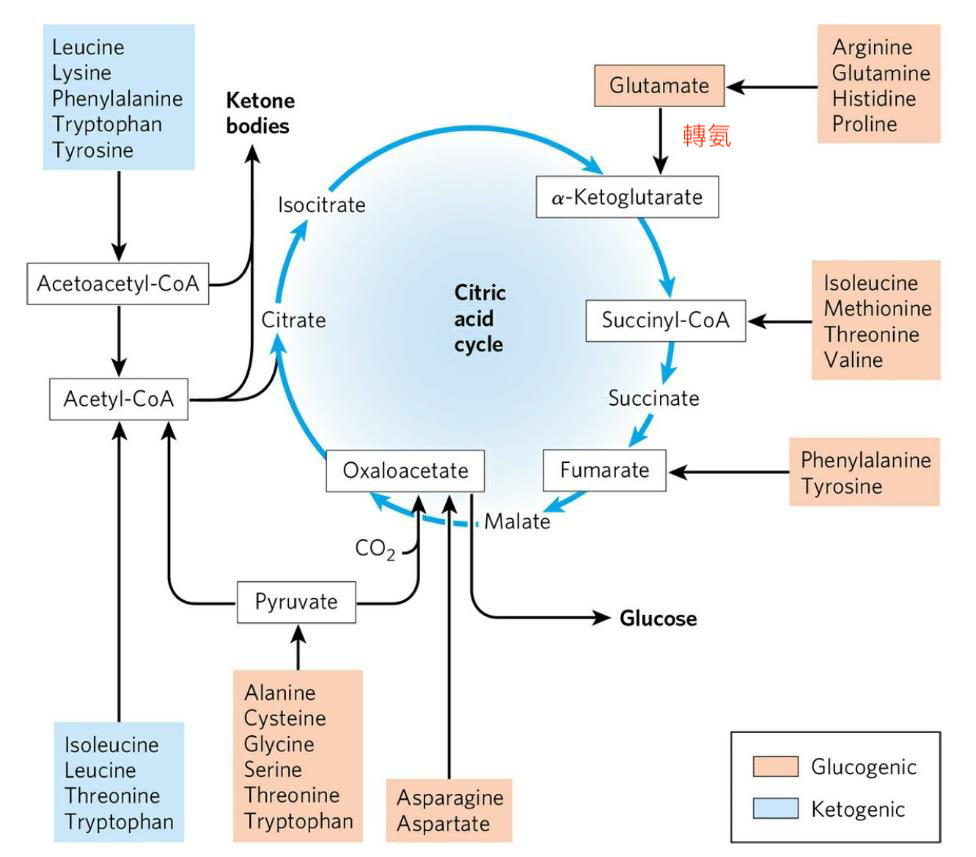 Leucine
Lysine
Phenylalanine
Tryptophan
Tyrosine
Ketone
bodies
Glutamate
Arginine
Glutamine
Histidine
Proline
轉氨
α-Ketoglutarate
Isocitrate
Acetoacetyl-CoA
Citric
acid
cycle
Citrate
Succinyl-CoA
Isoleucine
Methionine
Threonine
Valine
Acetyl-CoA
Succinate
Oxaloacetate
Fumarate
Phenylalanine
Tyrosine
Malate
CO₂
Pyruvate
Glucose
Isoleucine
Leucine
Threonine
Tryptophan
Alanine
Cysteine
Glycine
Serine
Threonine
Tryptophan
Asparagine
Aspartate
Glucogenic
Ketogenic